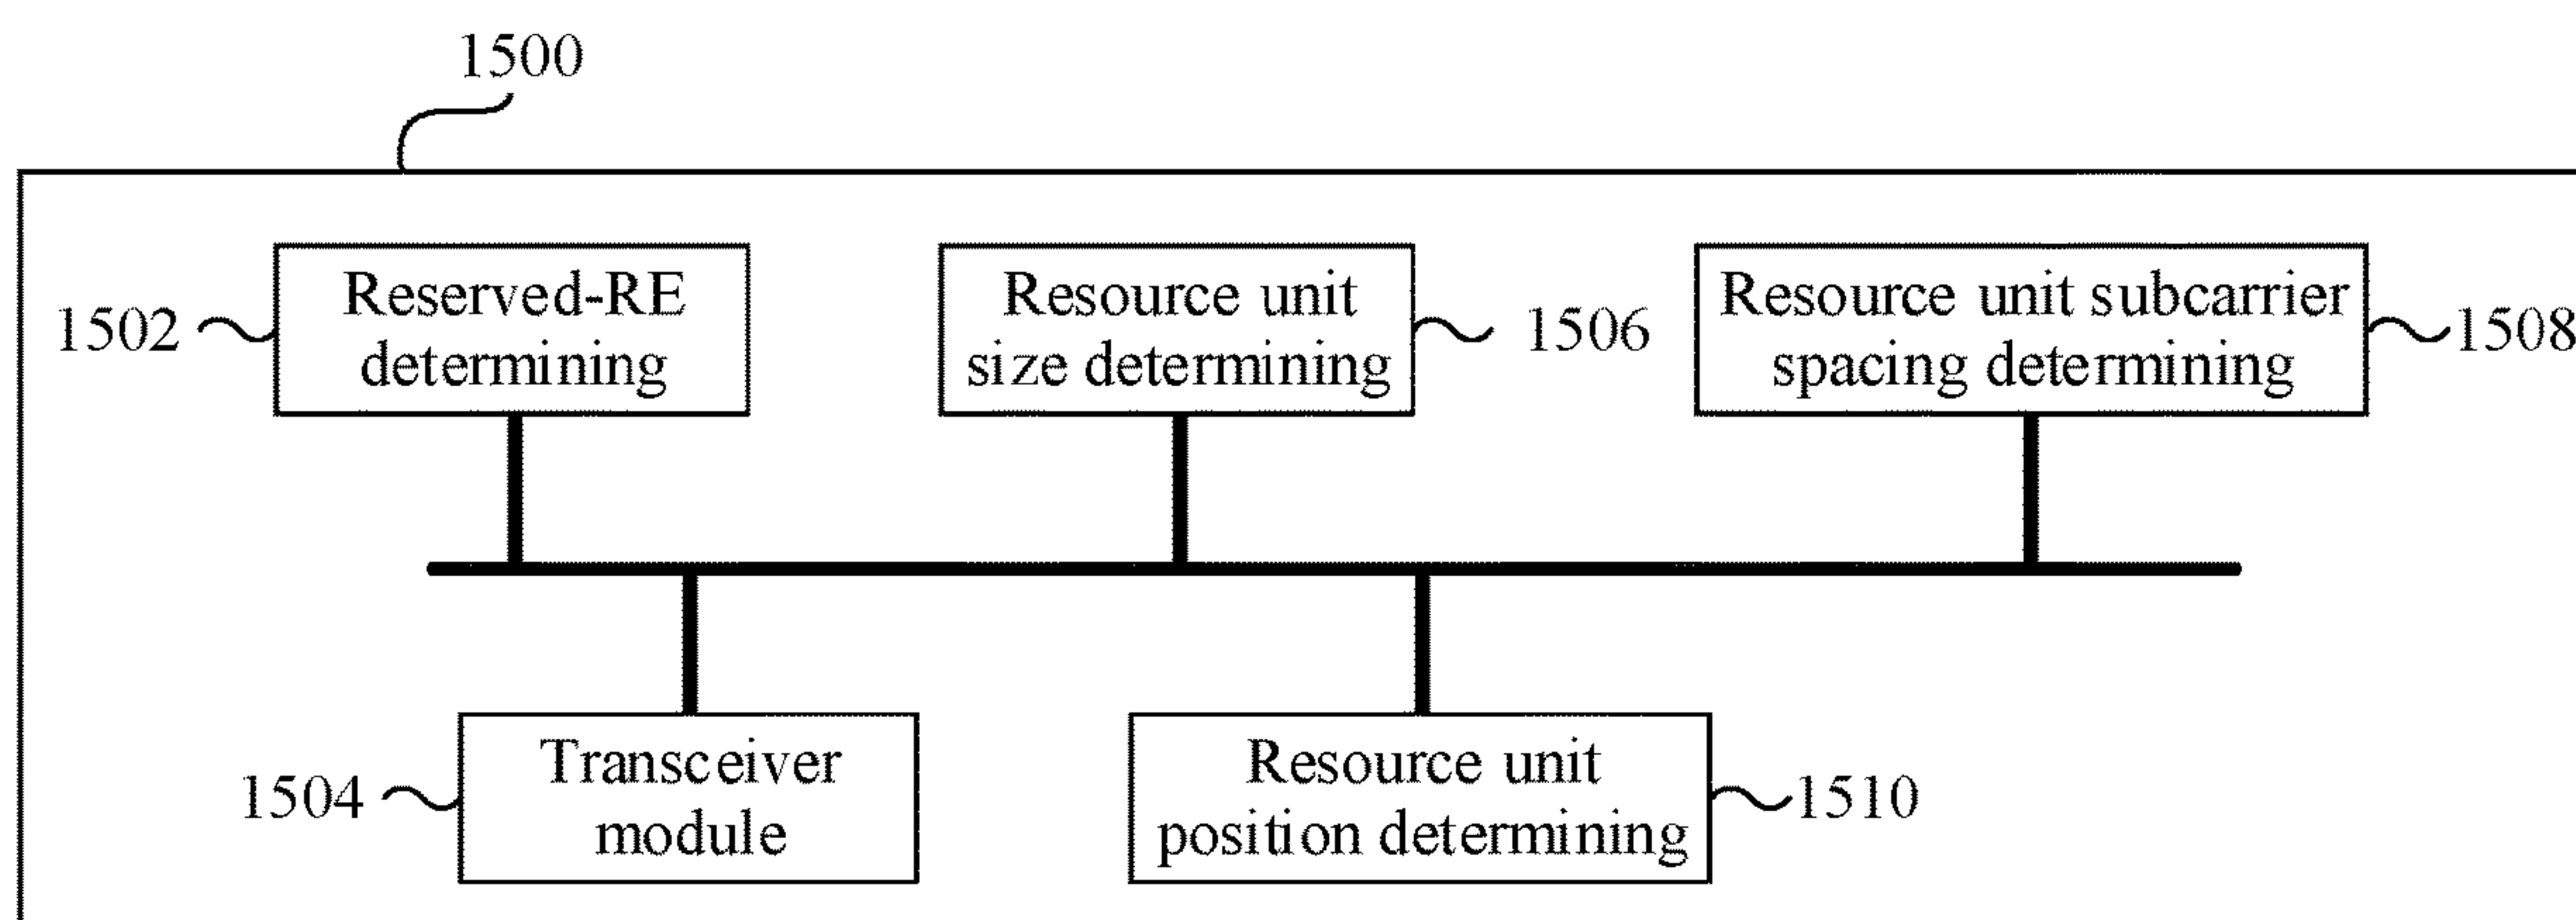 1500
1502
Reserved-RE
determining
Resource unit
size determining
1506
Resource unit subcarrier
spacing determining
1508
1504
Transceiver
module
Resource unit
position determining
1510